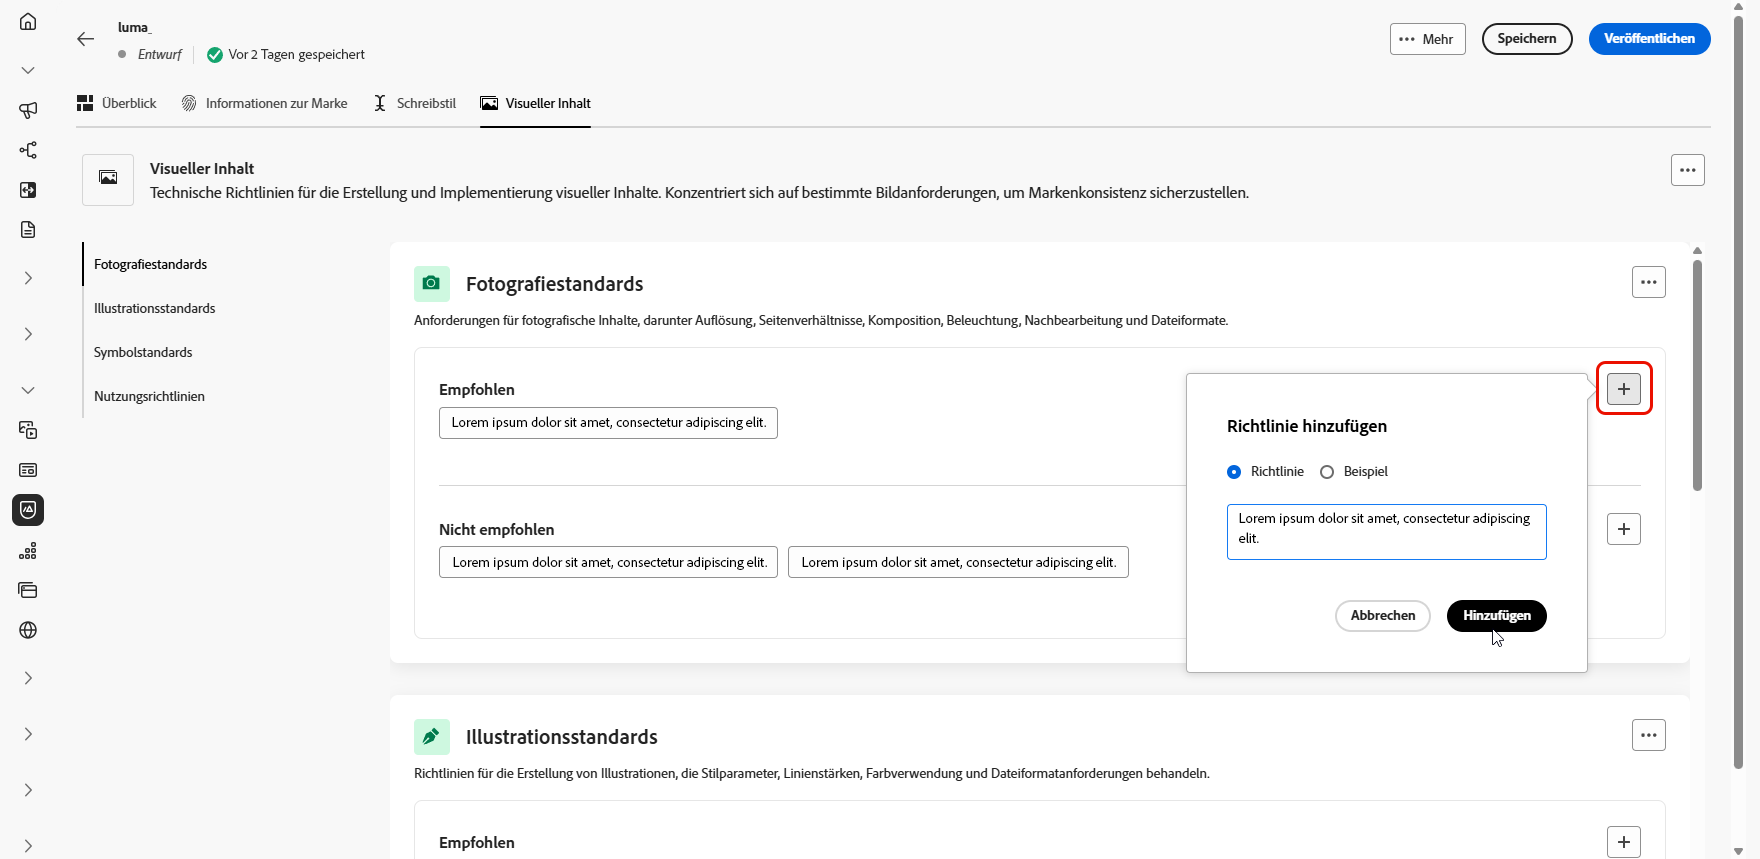 luma_
Entwurf
Vor 2 Tagen gespeichert
Mehr
Speichern
Veröffentlichen
Überblick
Informationen zur Marke
Schreibstil
Visueller Inhalt
Visueller Inhalt
Technische Richtlinien für die Erstellung und Implementierung visueller Inhalte. Konzentriert sich auf bestimmte Bildanforderungen, um Markenkonsistenz sicherzustellen.
Fotografiestandards
Illustrationsstandards
Symbolstandards
Nutzungsrichtlinien
Fotografiestandards
Anforderungen für fotografische Inhalte, darunter Auflösung, Seitenverhältnisse, Komposition, Beleuchtung, Nachbearbeitung und Dateiformate.
Empfohlen
Lorem ipsum dolor sit amet, consectetur adipiscing elit.
Nicht empfohlen
Lorem ipsum dolor sit amet, consectetur adipiscing elit.
Lorem ipsum dolor sit amet, consectetur adipiscing elit.
Richtlinie hinzufügen
Richtlinie
Beispiel
Lorem ipsum dolor sit amet, consectetur adipiscing
elit.
Abbrechen
Hinzufügen
Illustrationsstandards
Richtlinien für die Erstellung von Illustrationen, die Stilparameter, Linienstärken, Farbverwendung und Dateiformatanforderungen behandeln.
Empfohlen